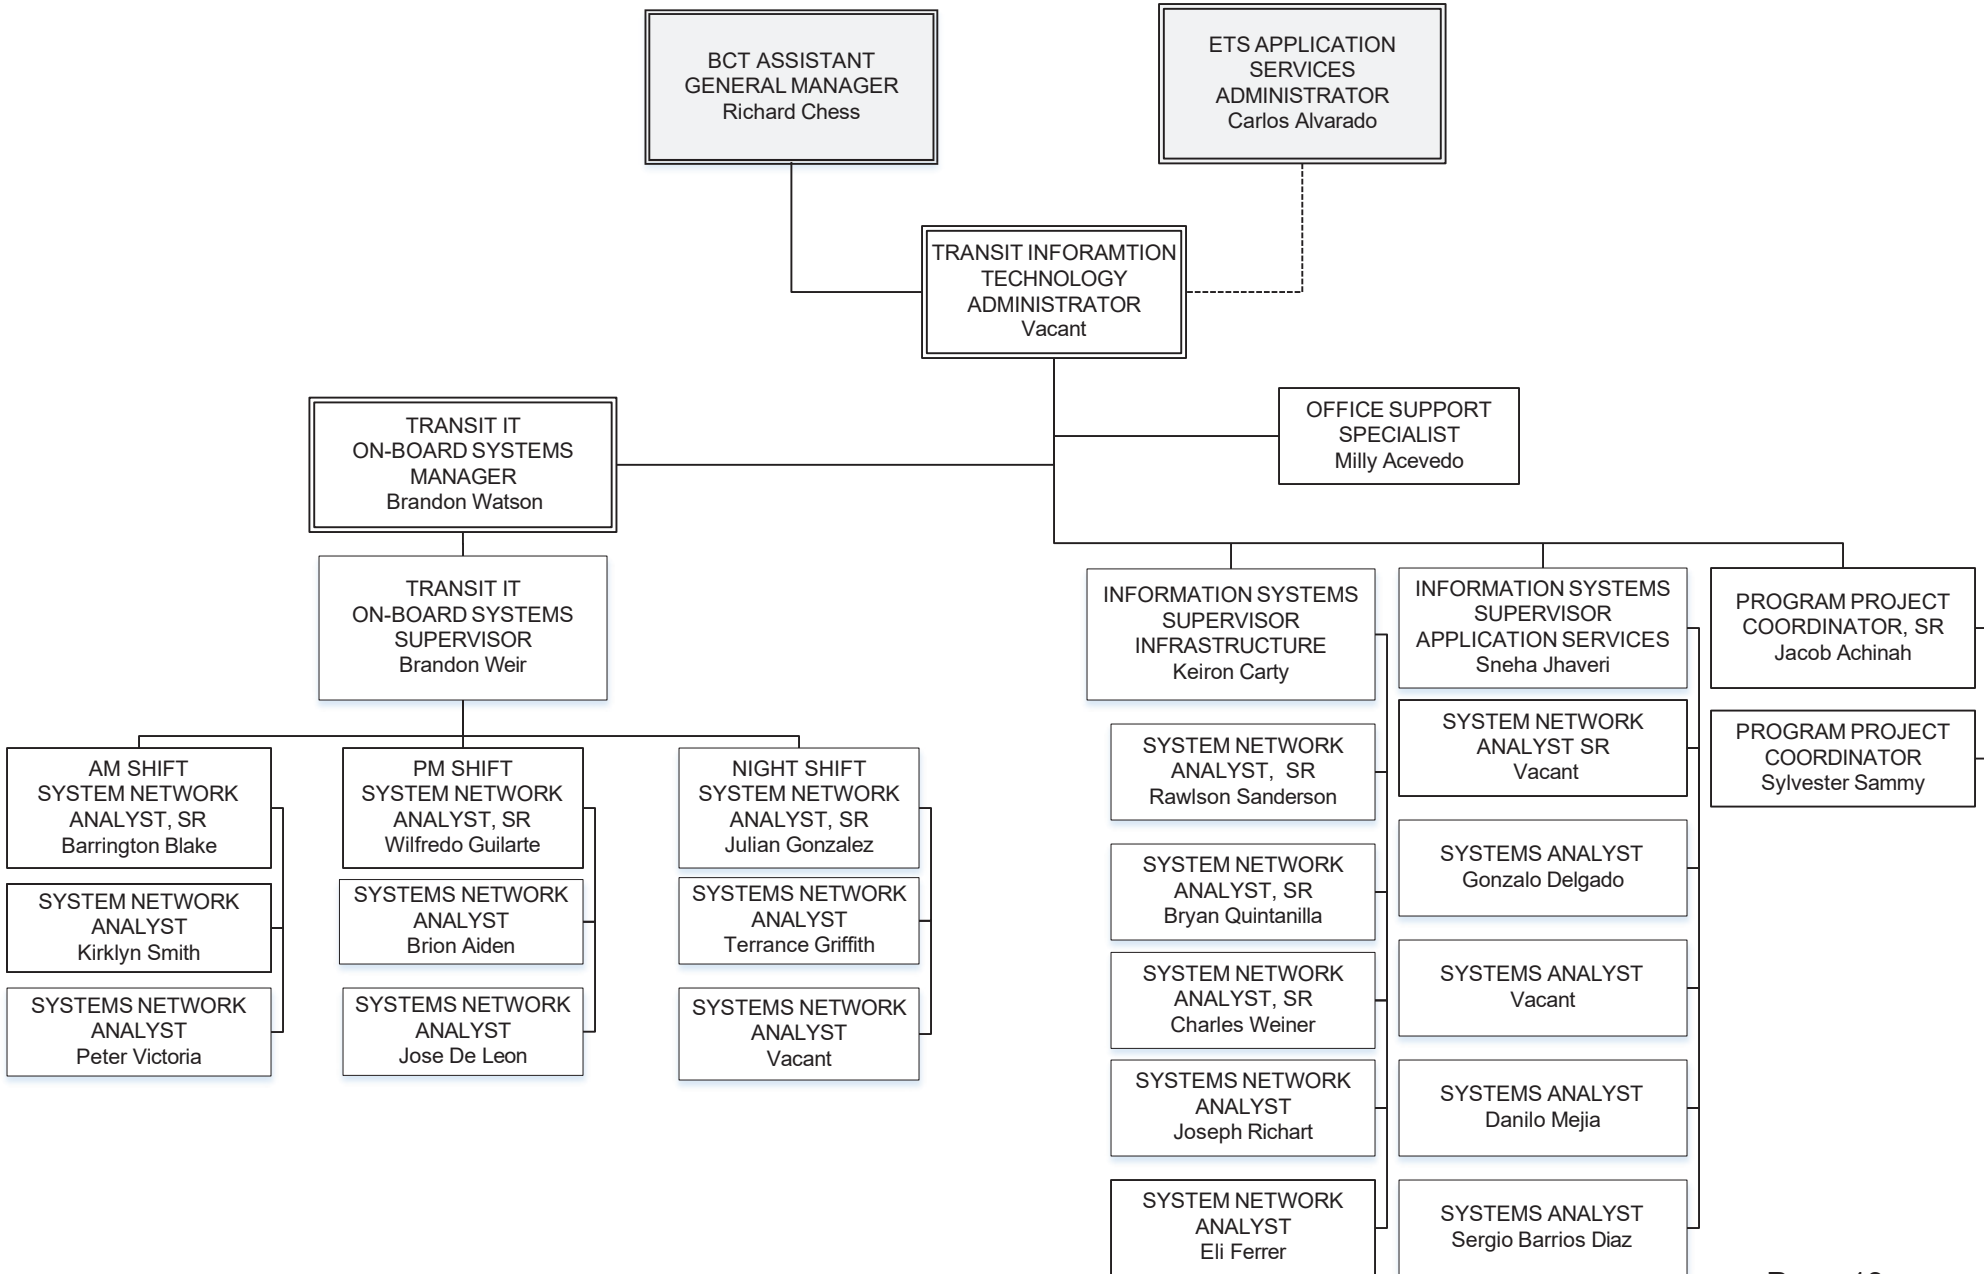 BCT ASSISTANT
GENERAL MANAGER
Richard Chess
ETS APPLICATION
SERVICES
ADMINISTRATOR
Carlos Alvarado
TRANSIT INFORAMTION
TECHNOLOGY
ADMINISTRATOR
Vacant
OFFICE SUPPORT
SPECIALIST
Milly Acevedo
TRANSIT IT
ON-BOARD SYSTEMS
MANAGER
Brandon Watson
TRANSIT IT
ON-BOARD SYSTEMS
SUPERVISOR
Brandon Weir
AM SHIFT
SYSTEM NETWORK
ANALYST, SR
Barrington Blake
SYSTEM NETWORK
ANALYST
Kirklyn Smith
SYSTEMS NETWORK
ANALYST
Peter Victoria
PM SHIFT
SYSTEM NETWORK
ANALYST, SR
Wilfredo Guilarte
SYSTEMS NETWORK
ANALYST
Brion Aiden
SYSTEMS NETWORK
ANALYST
Jose De Leon
NIGHT SHIFT
SYSTEM NETWORK
ANALYST, SR
Julian Gonzalez
SYSTEMS NETWORK
ANALYST
Terrance Griffith
SYSTEMS NETWORK
ANALYST
Vacant
INFORMATION SYSTEMS
SUPERVISOR
INFRASTRUCTURE
Keiron Carty
SYSTEM NETWORK
ANALYST, SR
Rawlson Sanderson
SYSTEM NETWORK
ANALYST, SR
Bryan Quintanilla
SYSTEM NETWORK
ANALYST, SR
Charles Weiner
SYSTEMS NETWORK
ANALYST
Joseph Richart
SYSTEM NETWORK
ANALYST
Eli Ferrer
INFORMATION SYSTEMS
SUPERVISOR
APPLICATION SERVICES
Sneha Jhaveri
SYSTEM NETWORK
ANALYST SR
Vacant
SYSTEMS ANALYST
Gonzalo Delgado
SYSTEMS ANALYST
Vacant
SYSTEMS ANALYST
Danilo Mejia
SYSTEMS ANALYST
Sergio Barrios Diaz
PROGRAM PROJECT
COORDINATOR, SR
Jacob Achinah
PROGRAM PROJECT
COORDINATOR
Sylvester Sammy